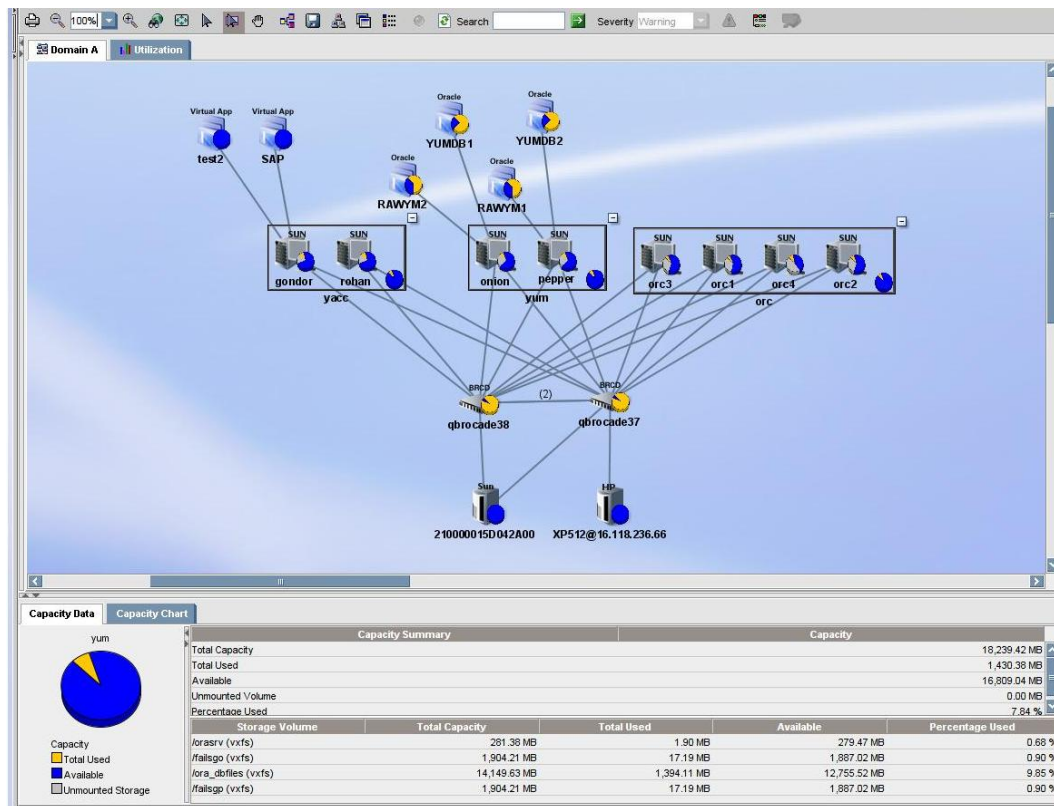 100% Search Severity Warning
Domain A Utilization
Oracle Oracle
Virtual App Virtual App
YUMDB1 YUMDB2
test2 SAP
Oracle Oracle
RAWYM2 RAWYM1
SUN SUN SUN SUN SUN SUN SUN SUN
gondor rohan onion pepper orc3 orc1 orc4 orc2
yacc yum orc
BRCD (2) BRCD
qbrocade38 qbrocade37
Sun HP
210000015D042A00 XP512@16.118.236.66
Capacity Data Capacity Chart
yum
Capacity
Total Used
Available
Unmounted Storage
Capacity Summary Capacity
Total Capacity 18,239.42 MB
Total Used 1,430.38 MB
Available 16,809.04 MB
Unmounted Volume 0.00 MB
Percentage Used 7.84 %
Storage Volume Total Capacity Total Used Available Percentage Used
/orasrv (vxfs) 281.38 MB 1.90 MB 279.47 MB 0.68 %
/failsgo (vxfs) 1,904.21 MB 17.19 MB 1,887.02 MB 0.90 %
/ora_dbfiles (vxfs) 14,149.63 MB 1,394.11 MB 12,755.52 MB 9.85 %
/failsgp (vxfs) 1,904.21 MB 17.19 MB 1,887.02 MB 0.90 %